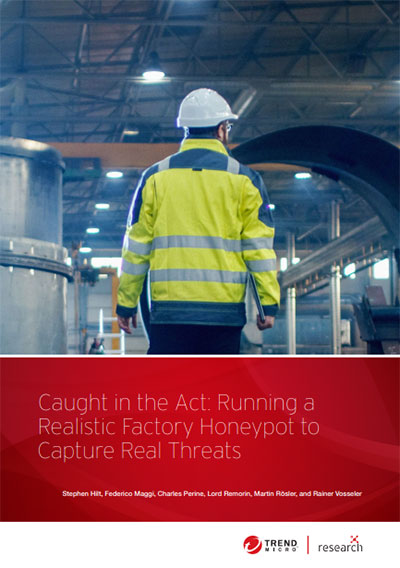 Caught in the Act: Running a
Realistic Factory Honeypot to
Capture Real Threats
Stephen Hilt, Federico Maggi, Charles Perine, Lord Remorin, Martin Rösler, and Rainer Vosseler
TREND
MICRO
research